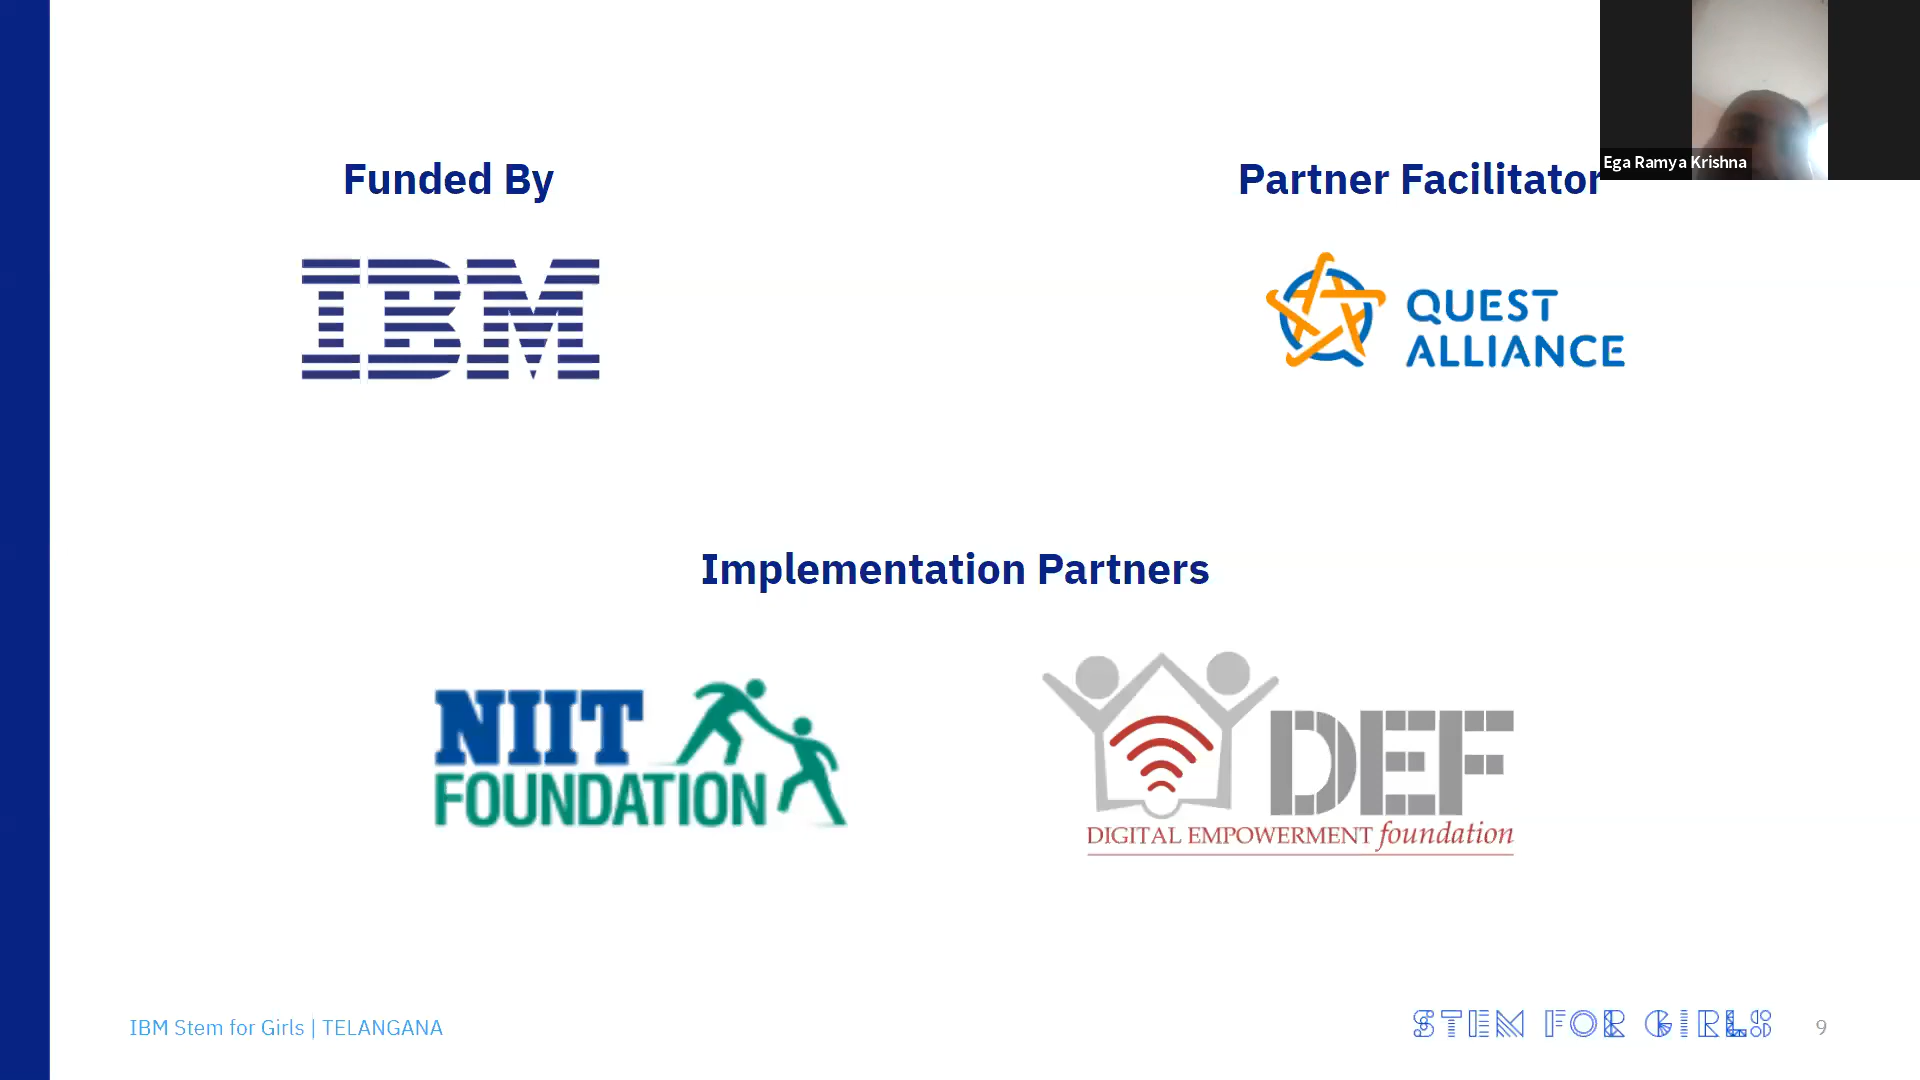 Ega Ramya Krishna
Funded By
Partner Facilitator
IBM
QUEST
ALLIANCE
Implementation Partners
NIIT
FOUNDATION
DEF
DIGITAL EMPOWERMENT foundation
IBM Stem for Girls | TELANGANA
STEM FOR GIRLS
9